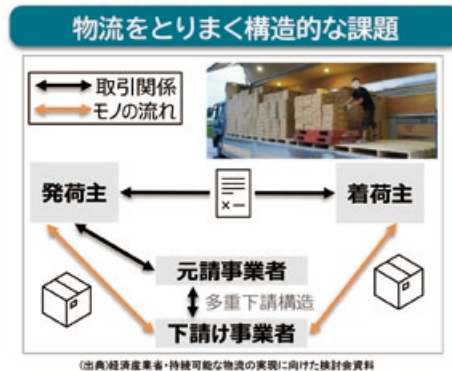 物流をとりまく構造的な課題
取引関係
モノの流れ
発荷主
着荷主
元請事業者
多重下請構造
下請け事業者
(出典)経済産業省・持続可能な物流の実現に向けた検討会資料